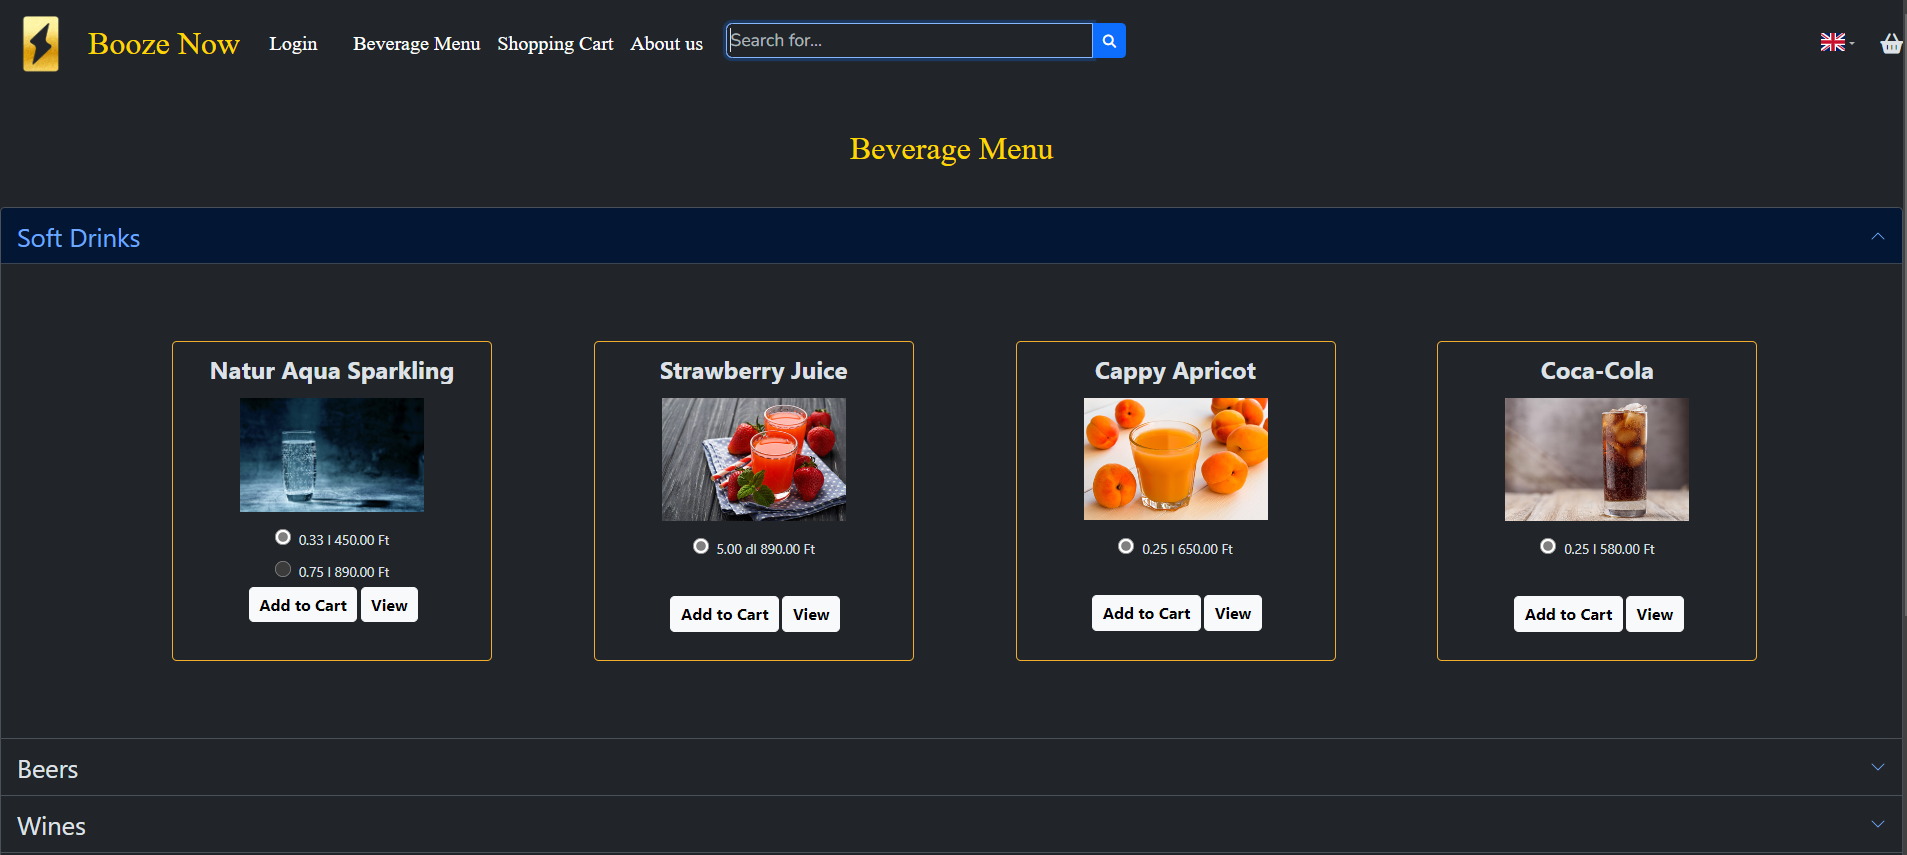 Booze Now
Login
Beverage Menu
Shopping Cart
About us
Search for...
Beverage Menu
Soft Drinks
Natur Aqua Sparkling
0.33 l 450.00 Ft
0.75 l 890.00 Ft
Add to Cart
View
Strawberry Juice
5.00 dl 890.00 Ft
Add to Cart
View
Cappy Apricot
0.25 l 650.00 Ft
Add to Cart
View
Coca-Cola
0.25 l 580.00 Ft
Add to Cart
View
Beers
Wines